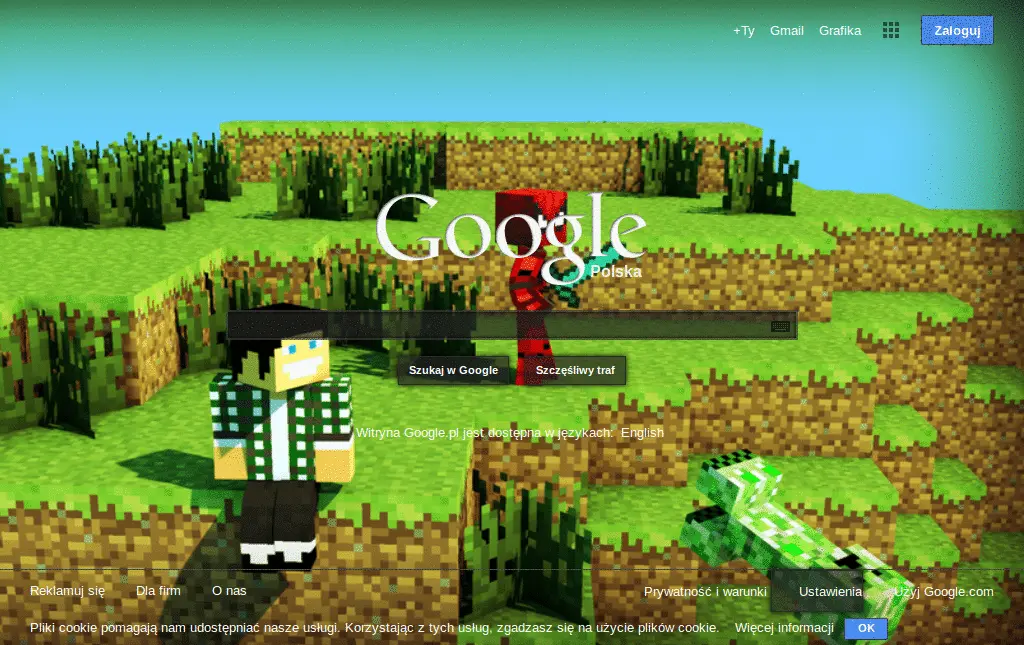 +Ty Gmail Grafika Zaloguj
Google
Polska
Szukaj w Google Szczęśliwy traf
Witryna Google.pl jest dostępna w językach: English
Reklamuj się Dla firm O nas Prywatność i warunki Ustawienia Użyj Google.com
Pliki cookie pomagają nam udostępniać nasze usługi. Korzystając z tych usług, zgadzasz się na użycie plików cookie. Więcej informacji OK